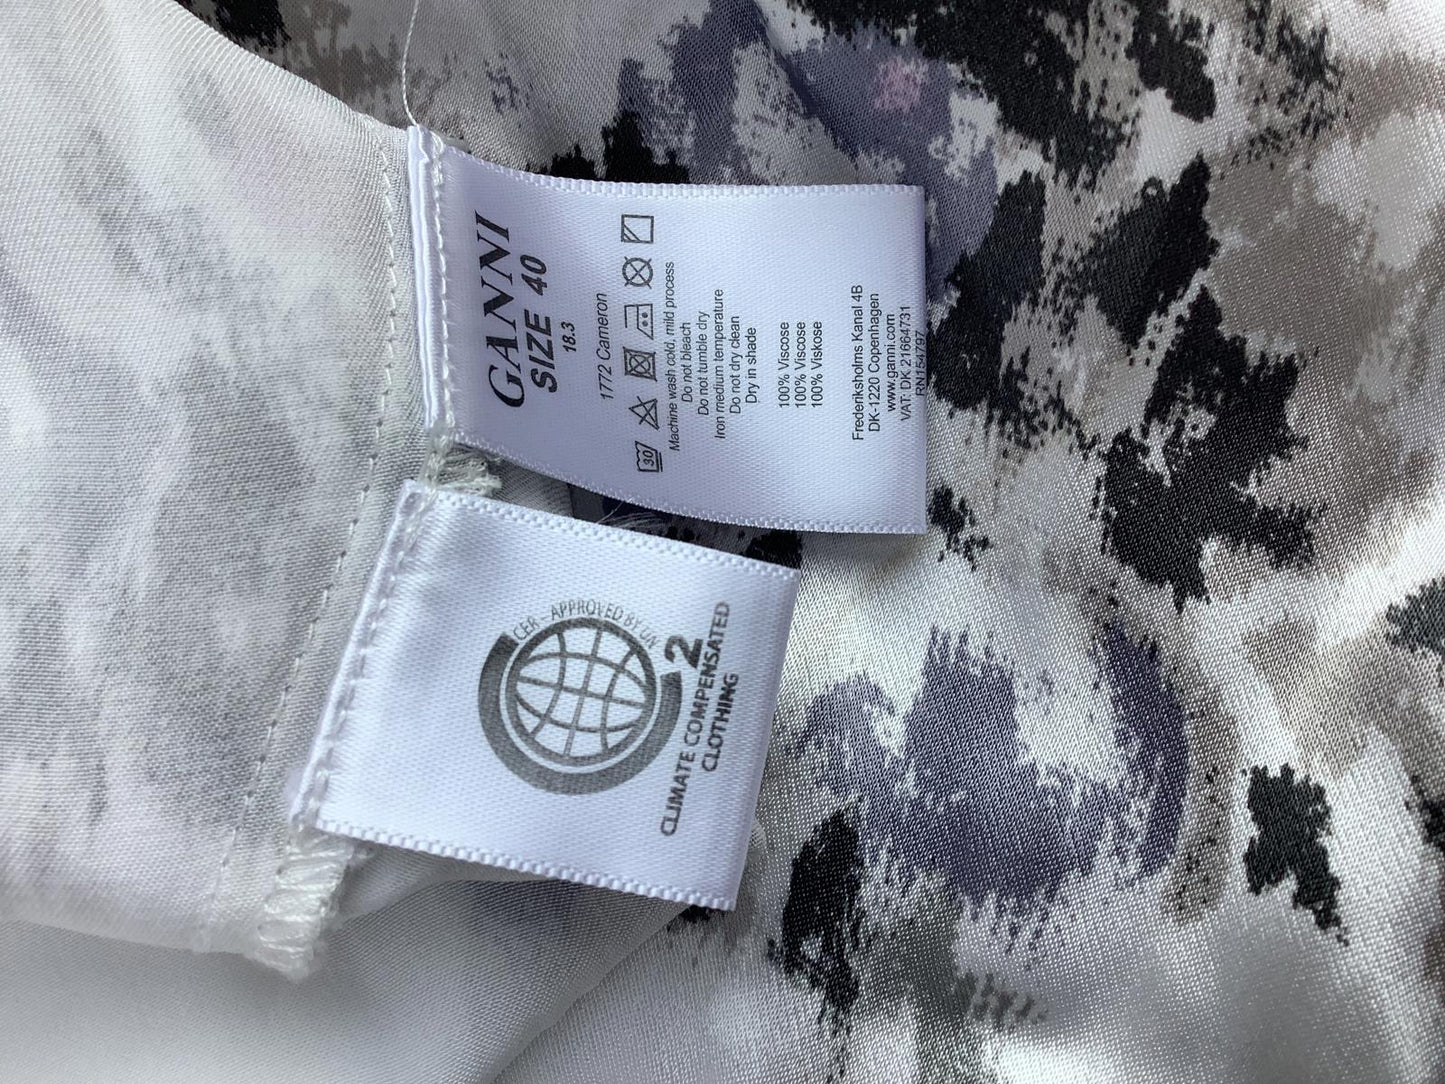 GANNI
SIZE 40
18.3
1772 Cameron
30
Machine wash cold, mild process
Do not bleach
Do not tumble dry
Iron medium temperature
Do not dry clean
Dry in shade
100% Viscose
100% Viscose
100% Viskose
Frederiksholms Kanal 4B
DK-1220 Copenhagen
www.ganni.com
VAT: DK 21664731
RN154797
CER - APPROVED BY UN
2
CLIMATE COMPENSATED
CLOTHING